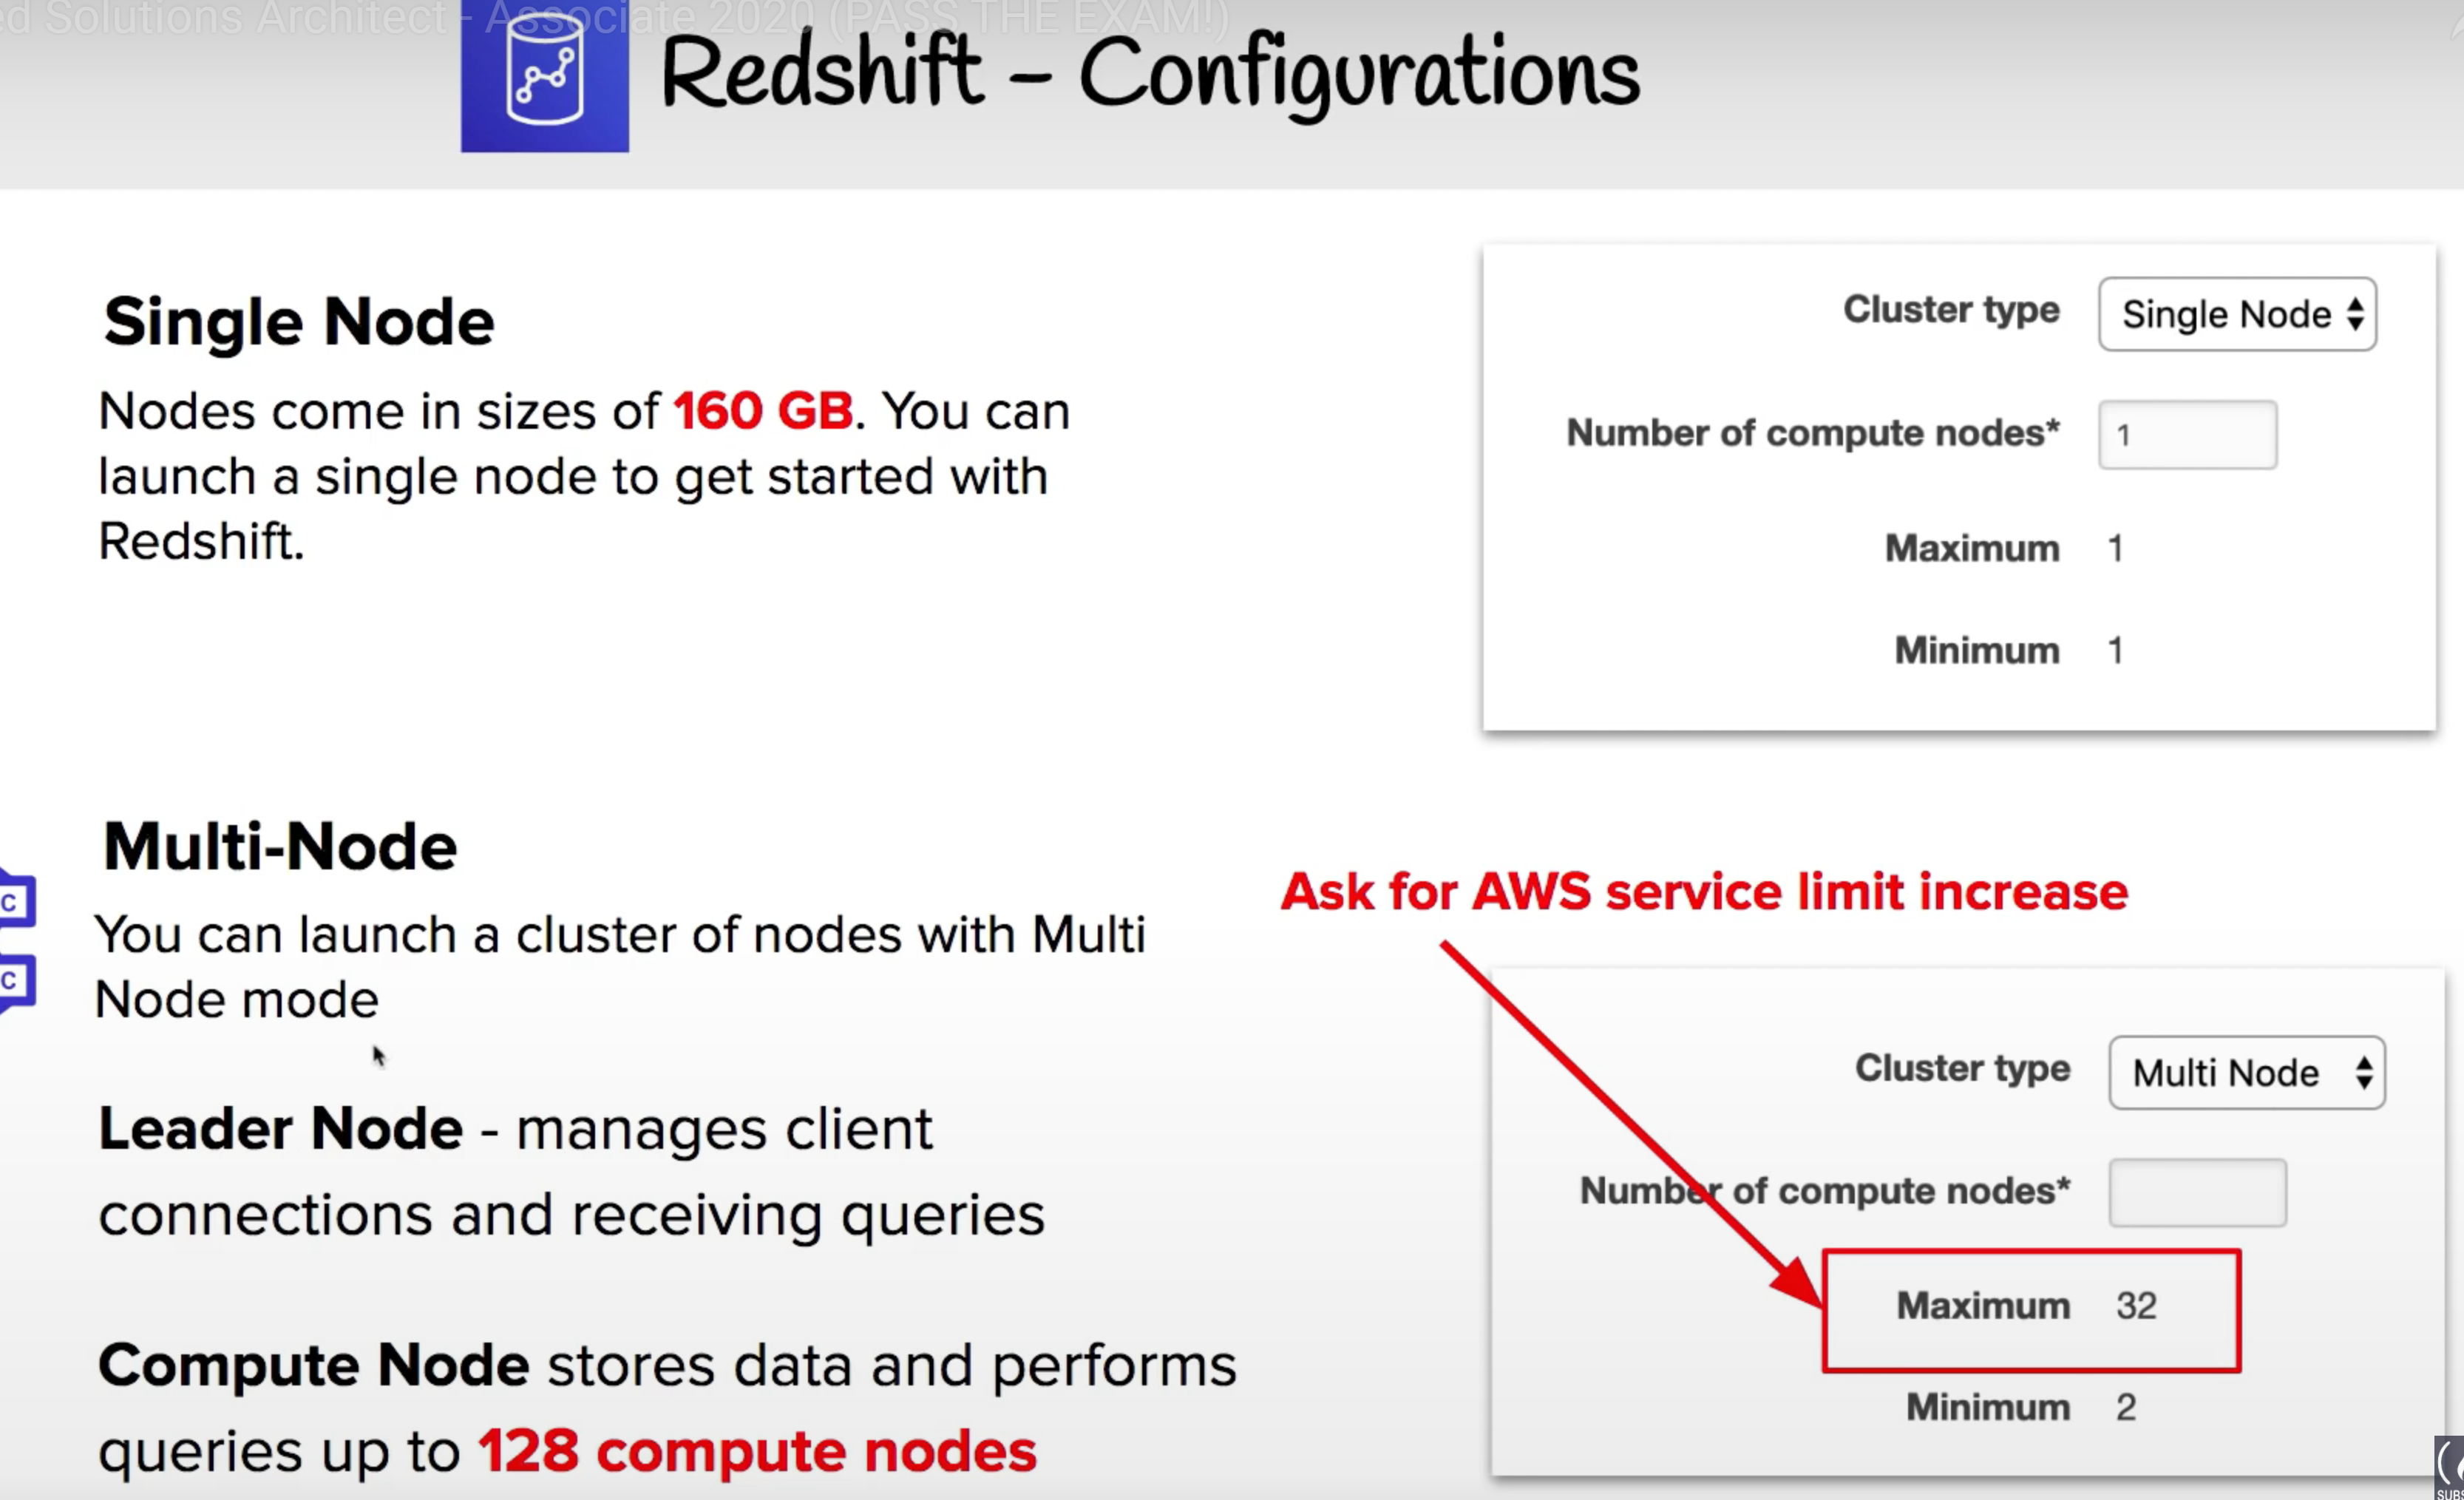 ed Solutions Architect - Associate 2020 (PASS THE EXAM!)
Redshift – Configurations
Single Node
Nodes come in sizes of 160 GB. You can
launch a single node to get started with
Redshift.
Cluster type Single Node
Number of compute nodes* 1
Maximum 1
Minimum 1
Multi-Node
You can launch a cluster of nodes with Multi
Node mode
C
C
Leader Node - manages client
connections and receiving queries
Compute Node stores data and performs
queries up to 128 compute nodes
Ask for AWS service limit increase
Cluster type Multi Node
Number of compute nodes*
Maximum 32
Minimum 2
SUB